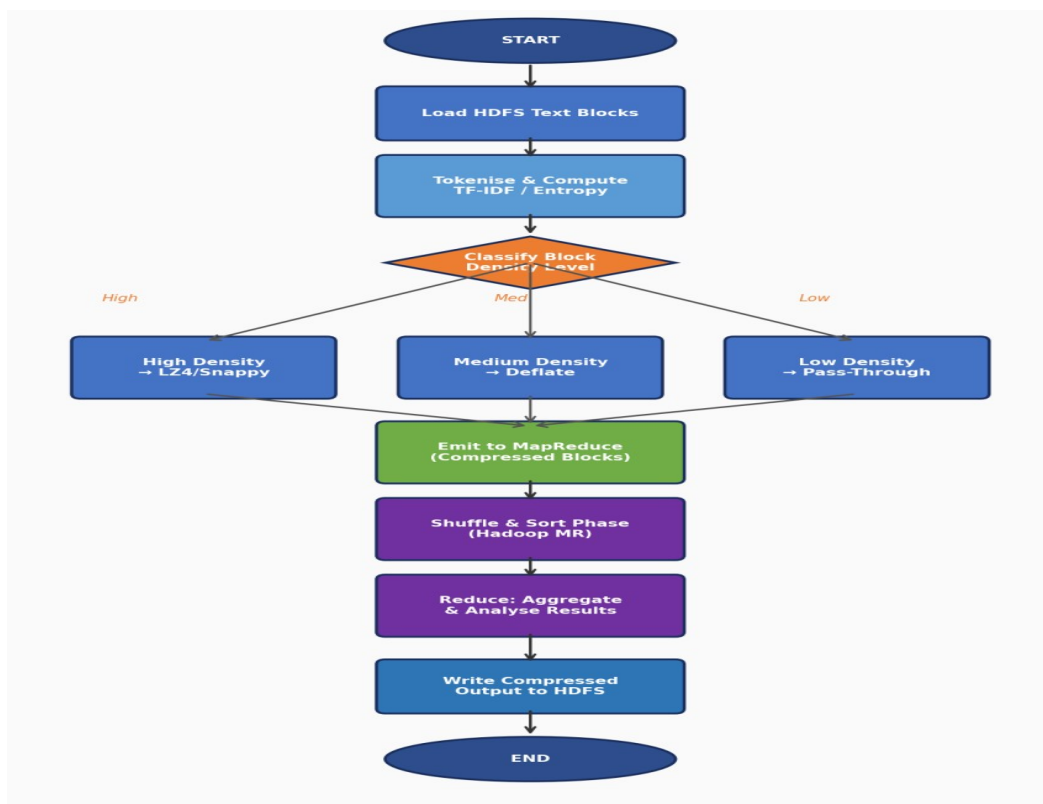 START
Load HDFS Text Blocks
Tokenise & Compute
TF-IDF / Entropy
Classify Block
Density Level
High
Med
Low
High Density
→ LZ4/Snappy
Medium Density
→ Deflate
Low Density
→ Pass-Through
Emit to MapReduce
(Compressed Blocks)
Shuffle & Sort Phase
(Hadoop MR)
Reduce: Aggregate
& Analyse Results
Write Compressed
Output to HDFS
END